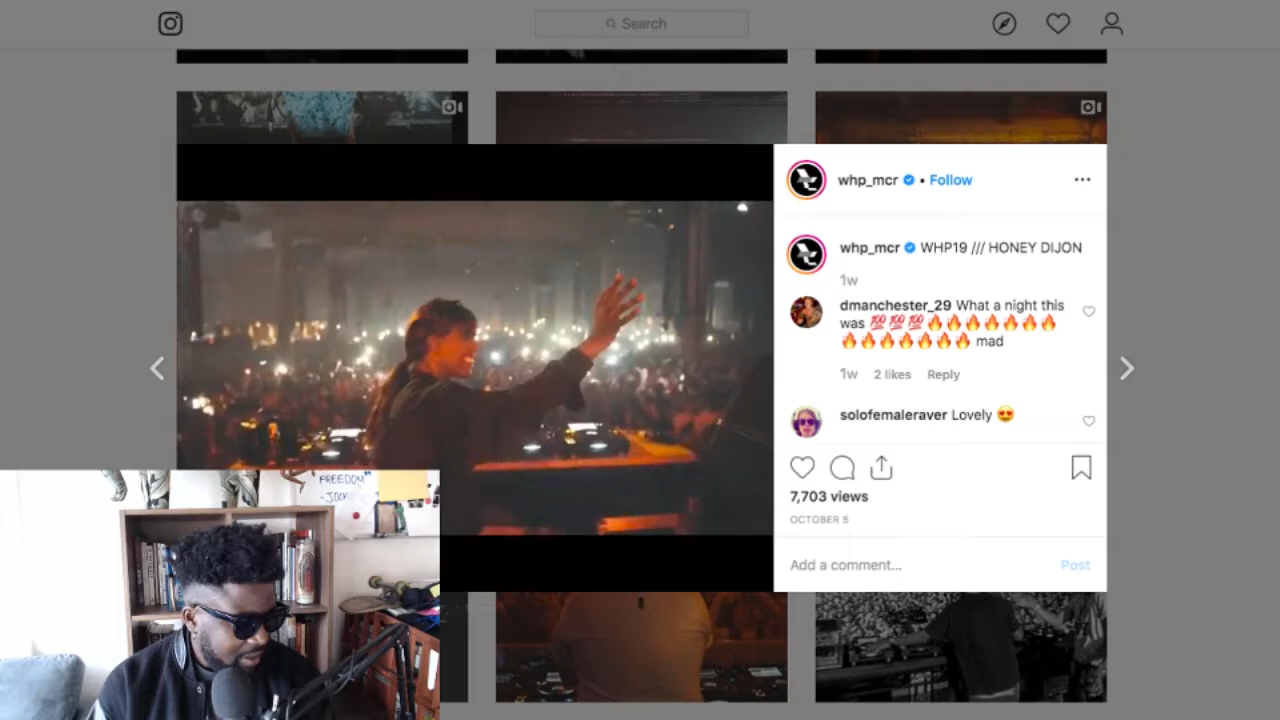 Search
whp_mcr • Follow
whp_mcr WHP19 /// HONEY DIJON
1w
dmanchester_29 What a night this
was 💯💯💯🔥🔥🔥🔥🔥🔥🔥
🔥🔥🔥🔥🔥🔥🔥 mad
1w 2 likes Reply
solofemaleraver Lovely 😍
7,703 views
OCTOBER 5
Add a comment... Post
FREEDOM"